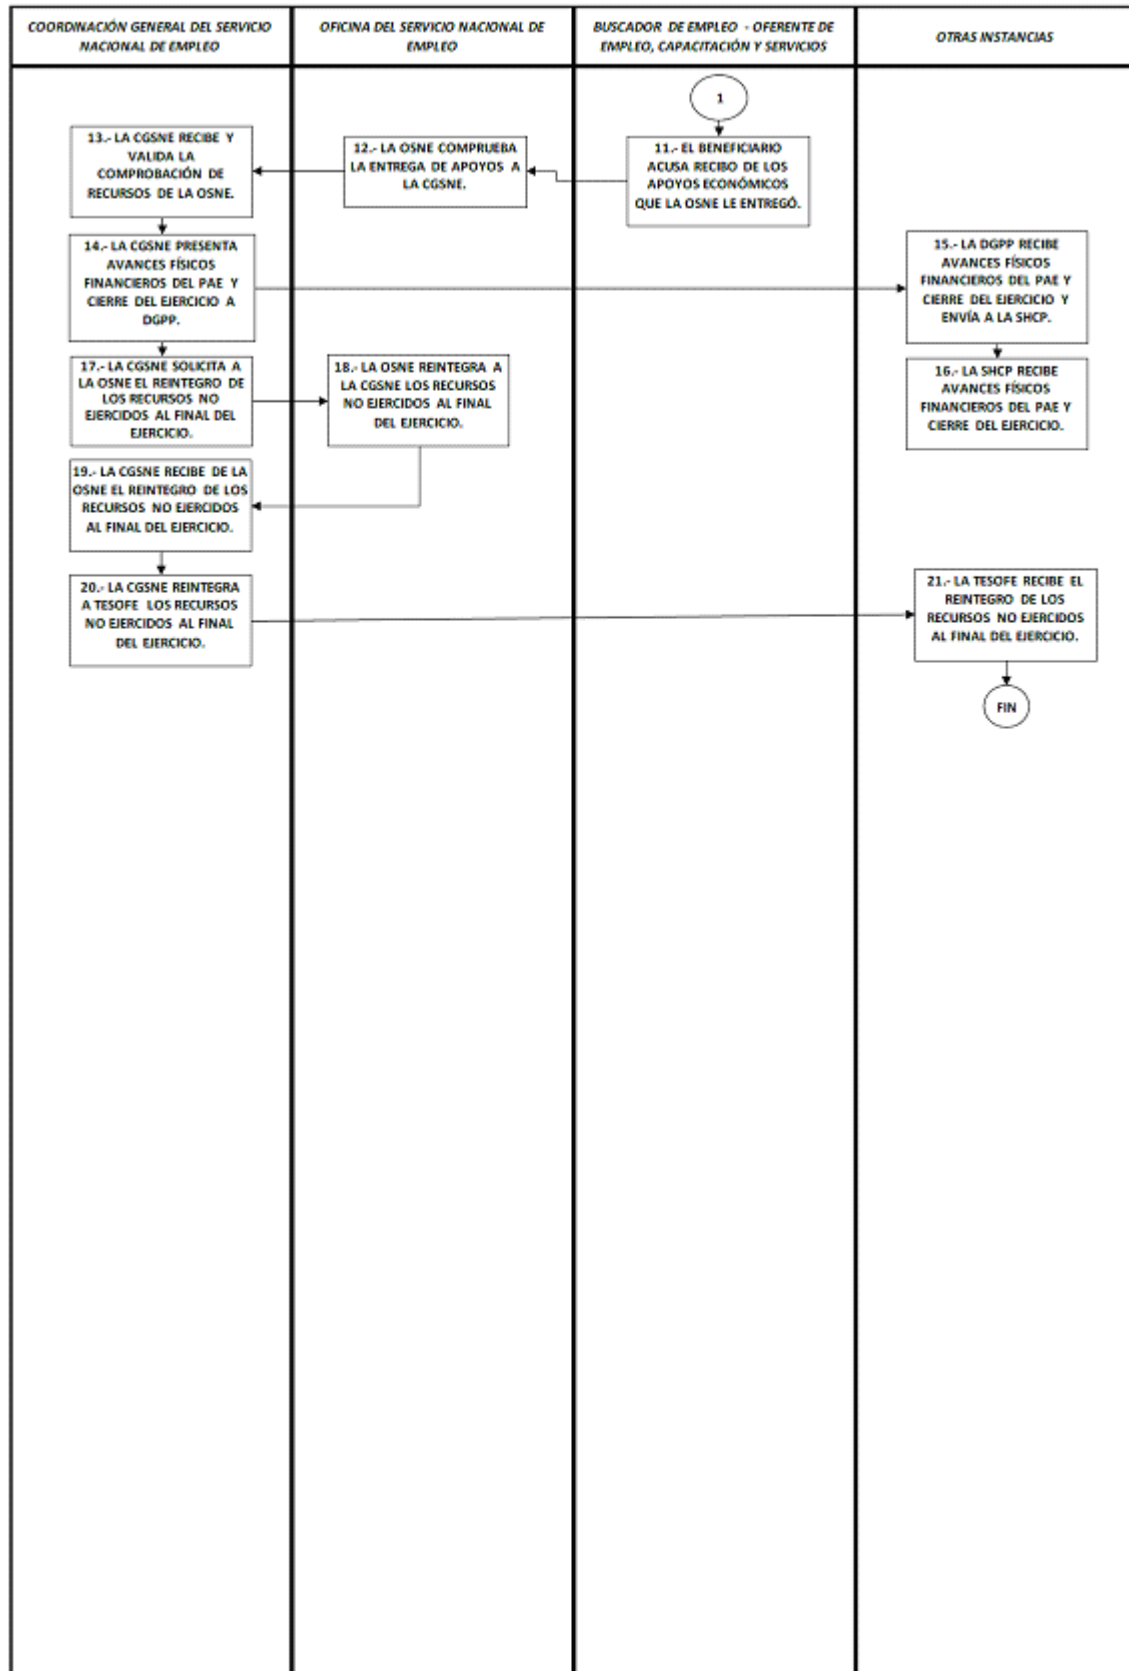 COORDINACIÓN GENERAL DEL SERVICIO
NACIONAL DE EMPLEO
OFICINA DEL SERVICIO NACIONAL DE
EMPLEO
BUSCADOR DE EMPLEO - OFERENTE DE
EMPLEO, CAPACITACIÓN Y SERVICIOS
OTRAS INSTANCIAS
1
11.- EL BENEFICIARIO
ACUSA RECIBO DE LOS
APOYOS ECONÓMICOS
QUE LA OSNE LE ENTREGÓ.
12.- LA OSNE COMPRUEBA
LA ENTREGA DE APOYOS A
LA CGSNE.
13.- LA CGSNE RECIBE Y
VALIDA LA
COMPROBACIÓN DE
RECURSOS DE LA OSNE.
14.- LA CGSNE PRESENTA
AVANCES FÍSICOS
FINANCIEROS DEL PAE Y
CIERRE DEL EJERCICIO A
DGPP.
15.- LA DGPP RECIBE
AVANCES FÍSICOS
FINANCIEROS DEL PAE Y
CIERRE DEL EJERCICIO Y
ENVÍA A LA SHCP.
16.- LA SHCP RECIBE
AVANCES FÍSICOS
FINANCIEROS DEL PAE Y
CIERRE DEL EJERCICIO.
17.- LA CGSNE SOLICITA A
LA OSNE EL REINTEGRO DE
LOS RECURSOS NO
EJERCIDOS AL FINAL DEL
EJERCICIO.
18.- LA OSNE REINTEGRA A
LA CGSNE LOS RECURSOS
NO EJERCIDOS AL FINAL
DEL EJERCICIO.
19.- LA CGSNE RECIBE DE LA
OSNE EL REINTEGRO DE LOS
RECURSOS NO EJERCIDOS
AL FINAL DEL EJERCICIO.
20.- LA CGSNE REINTEGRA
A TESOFE LOS RECURSOS
NO EJERCIDOS AL FINAL
DEL EJERCICIO.
21.- LA TESOFE RECIBE EL
REINTEGRO DE LOS
RECURSOS NO EJERCIDOS
AL FINAL DEL EJERCICIO.
FIN